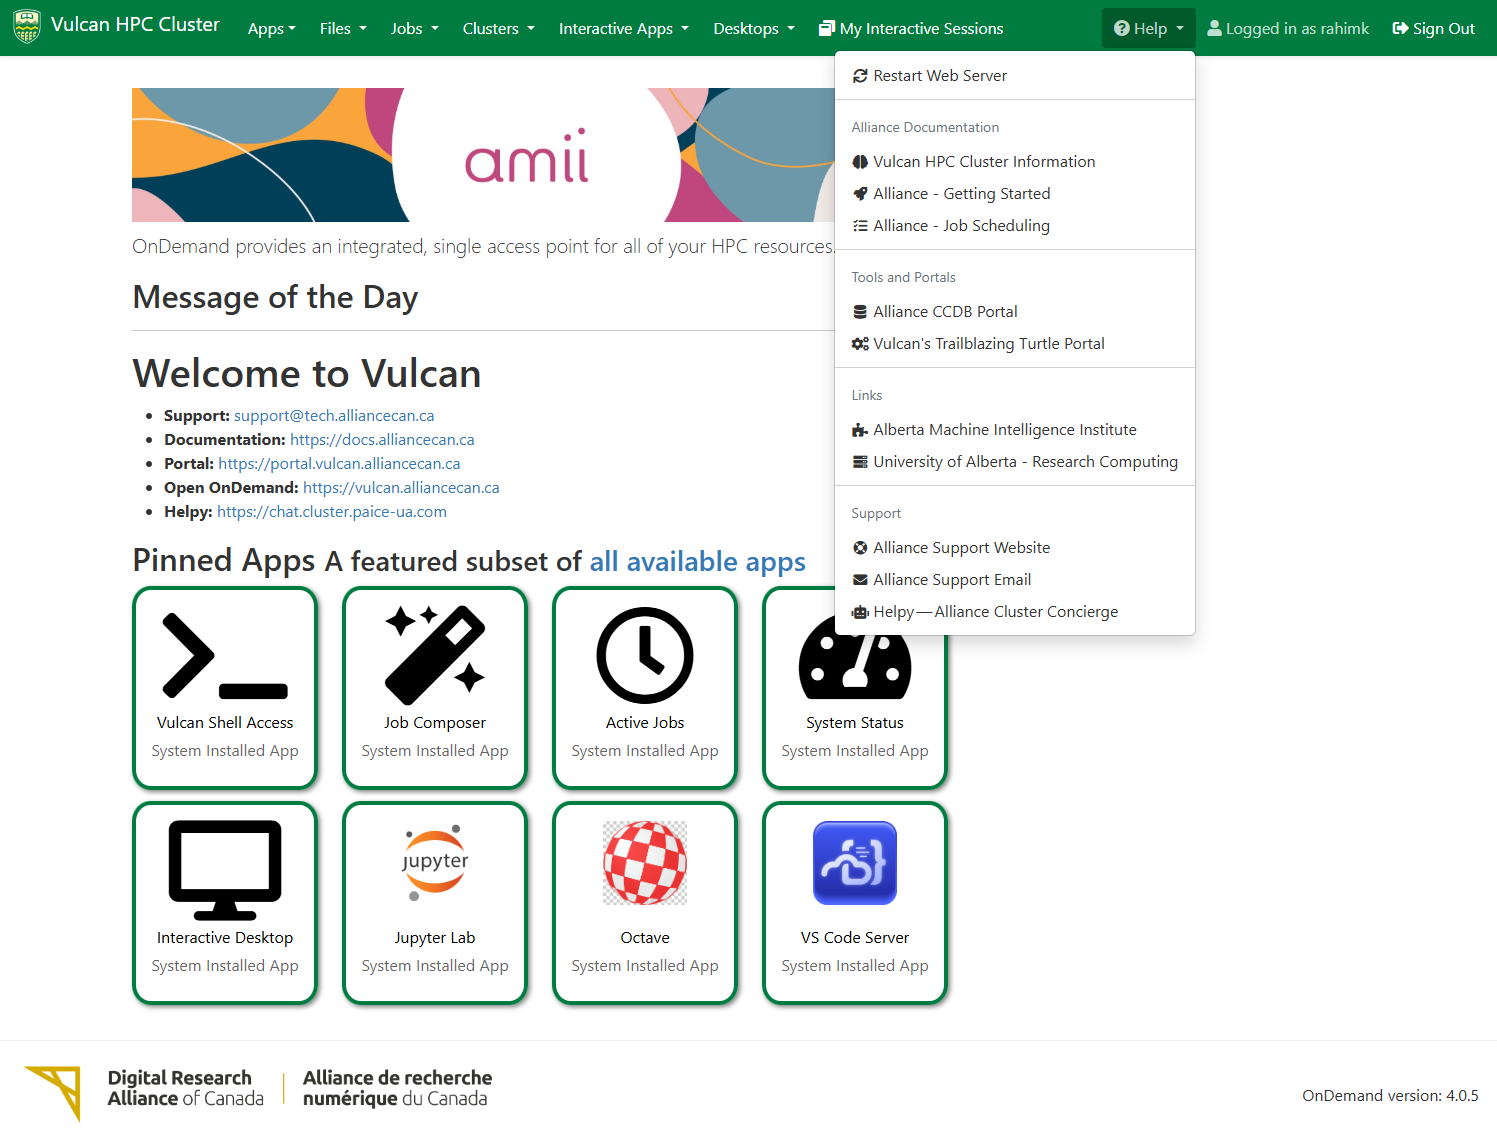 Vulcan HPC Cluster Apps Files Jobs Clusters Interactive Apps Desktops My Interactive Sessions Help Logged in as rahimk Sign Out
Restart Web Server
Alliance Documentation
Vulcan HPC Cluster Information
Alliance - Getting Started
Alliance - Job Scheduling
Tools and Portals
Alliance CCDB Portal
Vulcan's Trailblazing Turtle Portal
Links
Alberta Machine Intelligence Institute
University of Alberta - Research Computing
Support
Alliance Support Website
Alliance Support Email
Helpy — Alliance Cluster Concierge
amii
OnDemand provides an integrated, single access point for all of your HPC resources.
Message of the Day
Welcome to Vulcan
Support: support@tech.alliancecan.ca
Documentation: https://docs.alliancecan.ca
Portal: https://portal.vulcan.alliancecan.ca
Open OnDemand: https://vulcan.alliancecan.ca
Helpy: https://chat.cluster.paice-ua.com
Pinned Apps A featured subset of all available apps
Vulcan Shell Access
System Installed App
Job Composer
System Installed App
Active Jobs
System Installed App
System Status
System Installed App
Interactive Desktop
System Installed App
jupyter
Jupyter Lab
System Installed App
Octave
System Installed App
VS Code Server
System Installed App
Digital Research
Alliance of Canada
Alliance de recherche
numérique du Canada
OnDemand version: 4.0.5